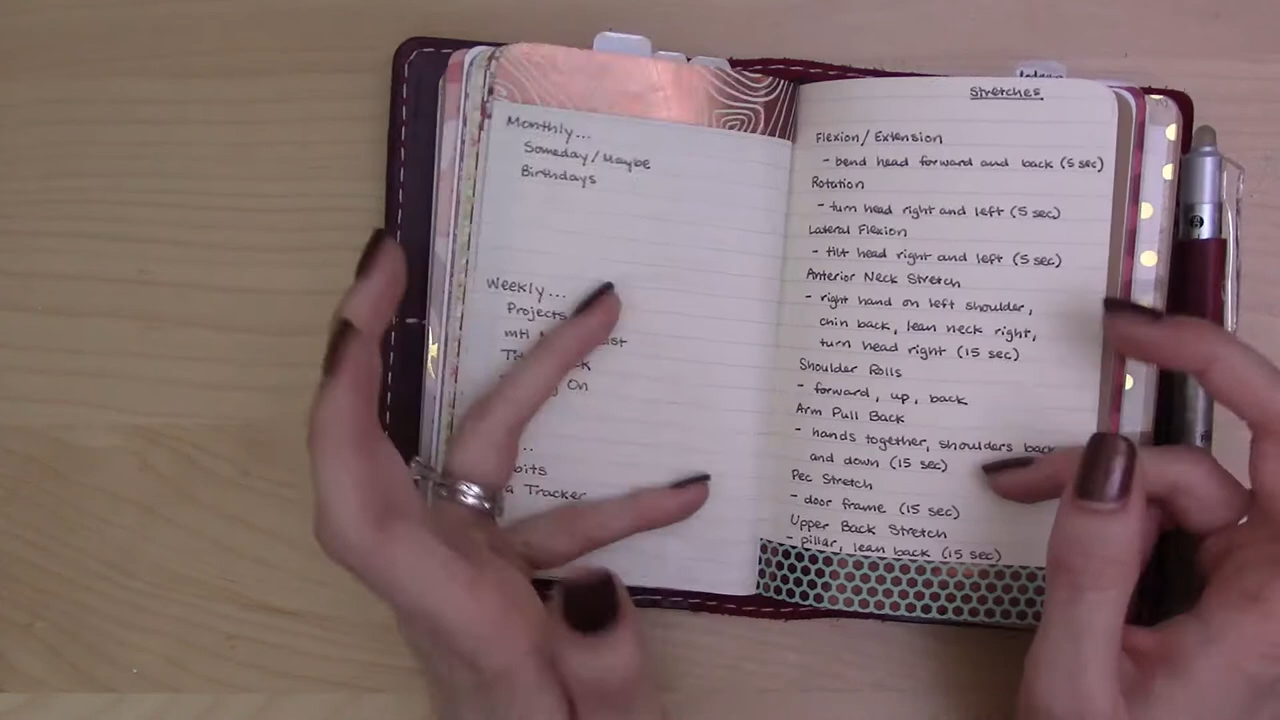 Monthly...
Someday/Maybe
Birthdays
Weekly...
Projects
mtl
On
Tracker
Stretches
Flexion/Extension
- bend head forward and back (5 sec)
Rotation
- turn head right and left (5 sec)
Lateral Flexion
- tilt head right and left (5 sec)
Anterior Neck Stretch
- right hand on left shoulder,
chin back, lean neck right,
turn head right (15 sec)
Shoulder Rolls
- forward, up, back
Arm Pull Back
- hands together, shoulders back
and down (15 sec)
Pec Stretch
- door frame (15 sec)
Upper Back Stretch
- pillar, lean back (15 sec)